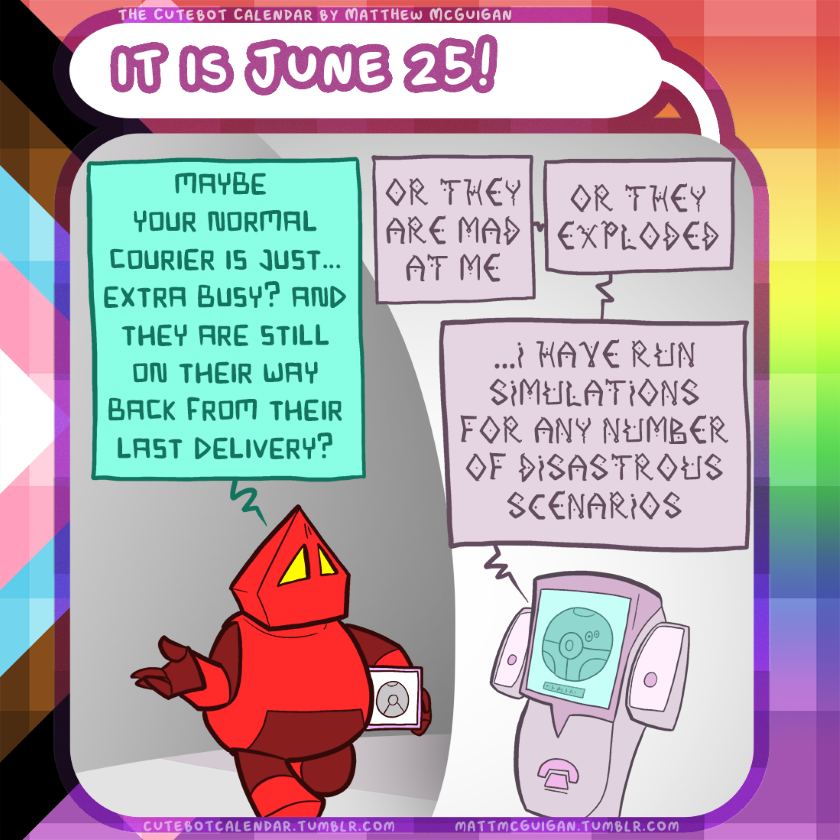 THE CUTEBOT CALENDAR BY MATTHEW MCGUIGAN
IT IS JUNE 25!
MAYBE
YOUR NORMAL
COURIER IS JUST...
EXTRA BUSY? AND
THEY ARE STILL
ON THEIR WAY
BACK FROM THEIR
LAST DELIVERY?
OR THEY
ARE MAD
AT ME
OR THEY
EXPLODED
...I HAVE RUN
SIMULATIONS
FOR ANY NUMBER
OF DISASTROUS
SCENARIOS
CUTEBOTCALENDAR.TUMBLR.COM
MATTMCGUIGAN.TUMBLR.COM